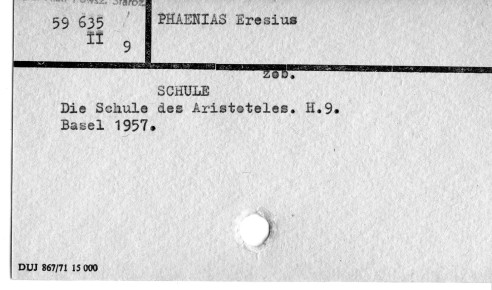 59 635
II
9
PHAENIAS Eresius
zob.
SCHULE
Die Schule des Aristoteles. H.9.
Basel 1957.
DUJ 867/71 15 000